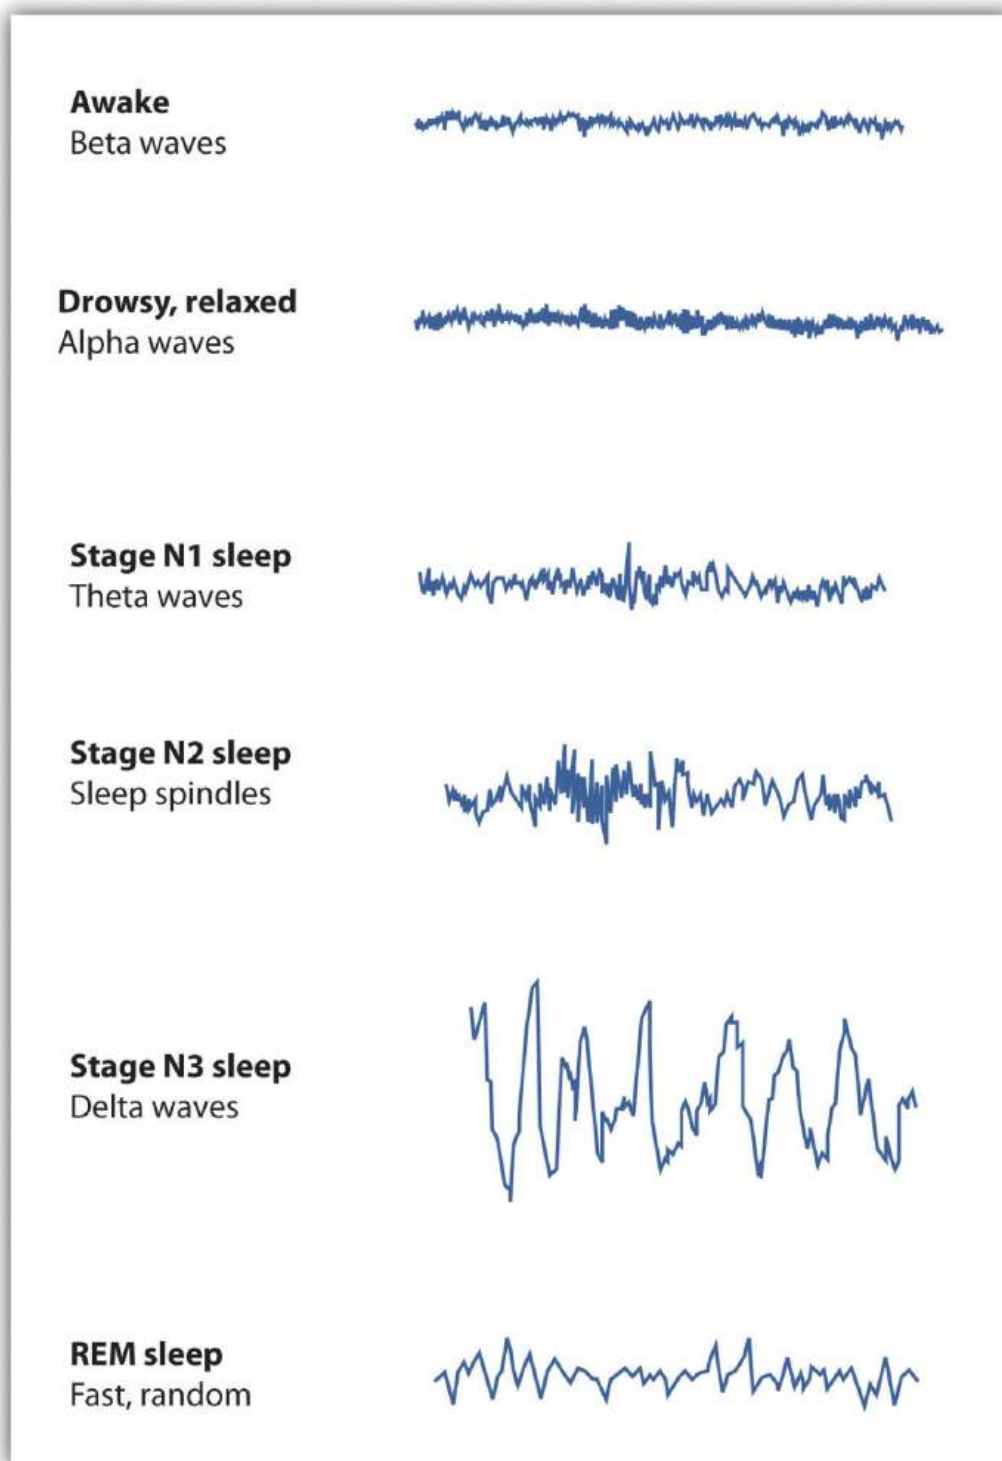 Awake
Beta waves
Drowsy, relaxed
Alpha waves
Stage N1 sleep
Theta waves
Stage N2 sleep
Sleep spindles
Stage N3 sleep
Delta waves
REM sleep
Fast, random